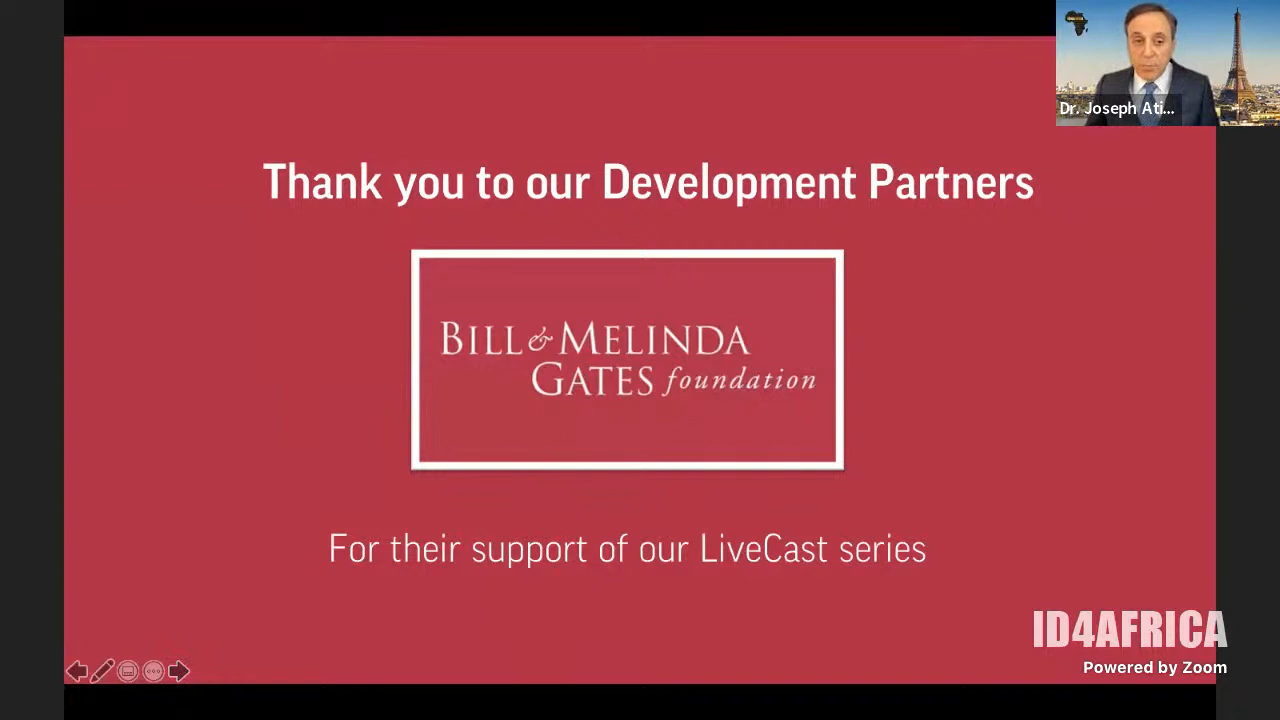 Dr. Joseph Ati...
Thank you to our Development Partners
BILL & MELINDA
GATES foundation
For their support of our LiveCast series
ID4AFRICA
Powered by Zoom